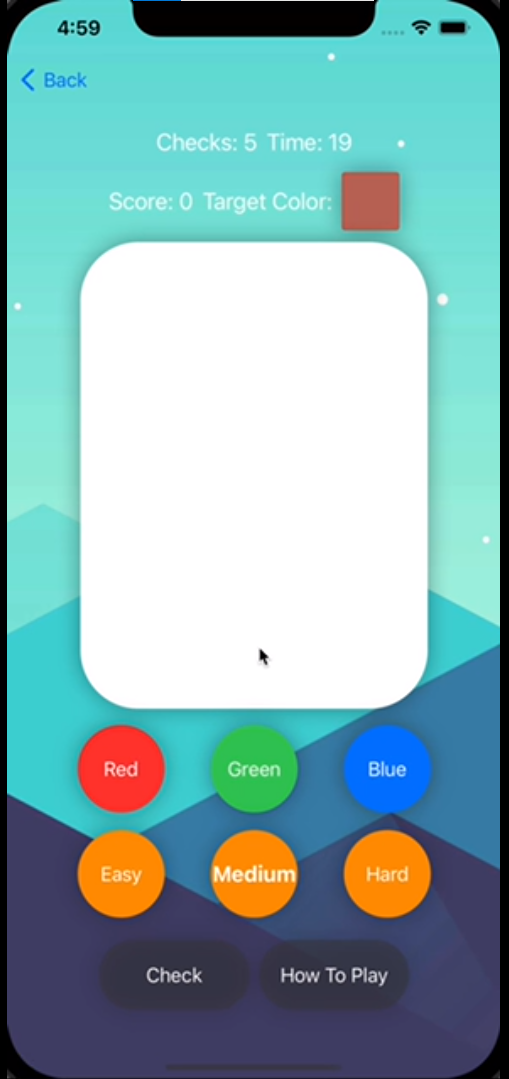 4:59
Back
Checks: 5 Time: 19
Score: 0 Target Color:
Red Green Blue
Easy Medium Hard
Check How To Play